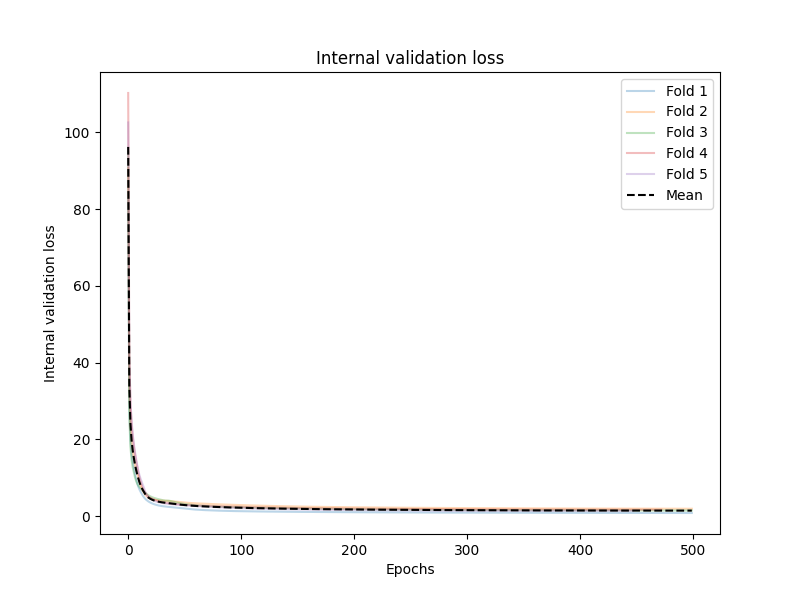 Internal validation loss
Fold 1
Fold 2
Fold 3
Fold 4
Fold 5
Mean
Internal validation loss
100
80
60
40
20
0
0 100 200 300 400 500
Epochs